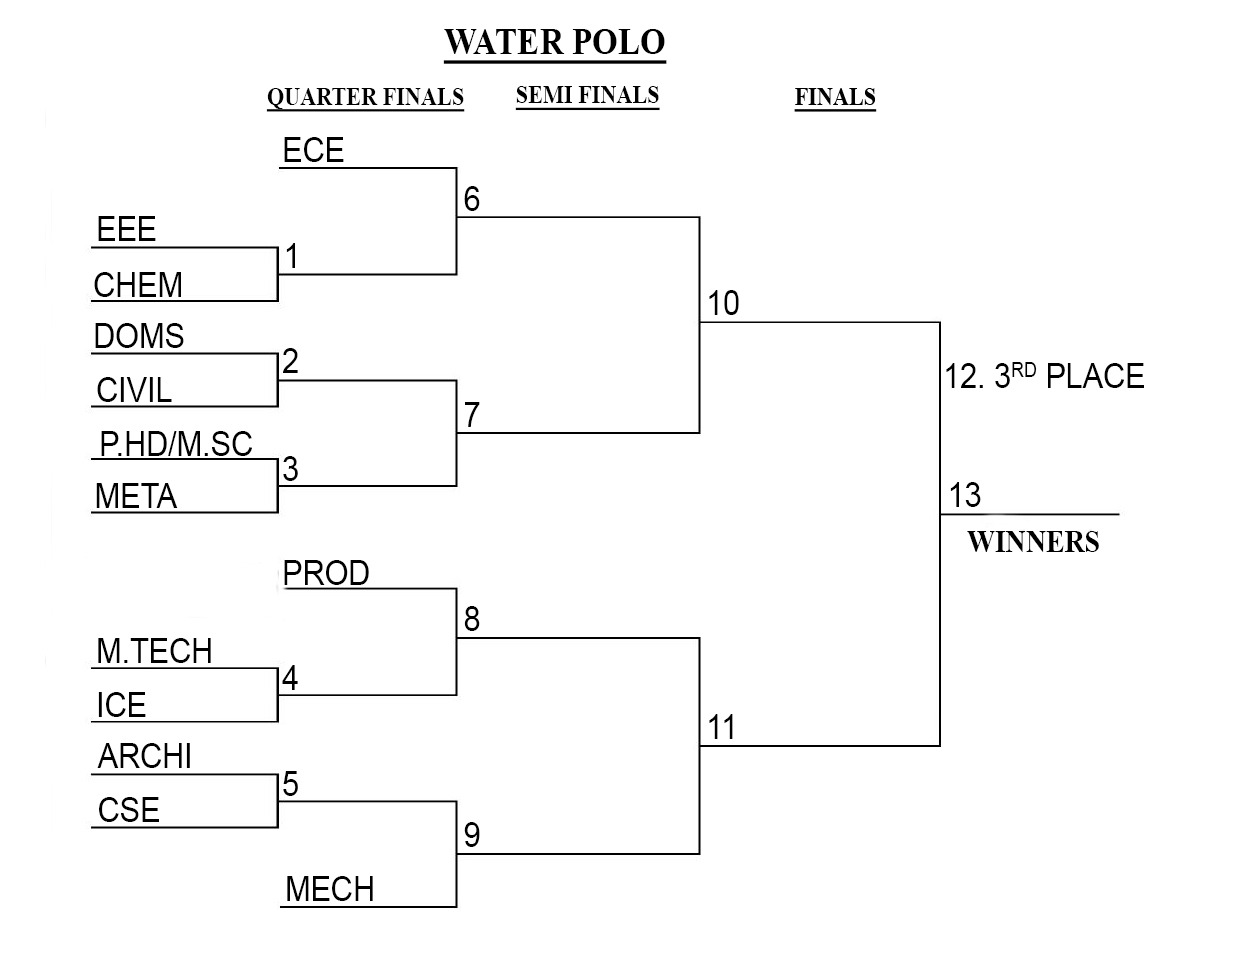 WATER POLO
QUARTER FINALS
SEMI FINALS
FINALS
ECE
6
EEE
1
CHEM
10
DOMS
2
12. 3RD PLACE
CIVIL
7
P.HD/M.SC
3
META
13
WINNERS
PROD
8
M.TECH
4
ICE
11
ARCHI
5
CSE
9
MECH